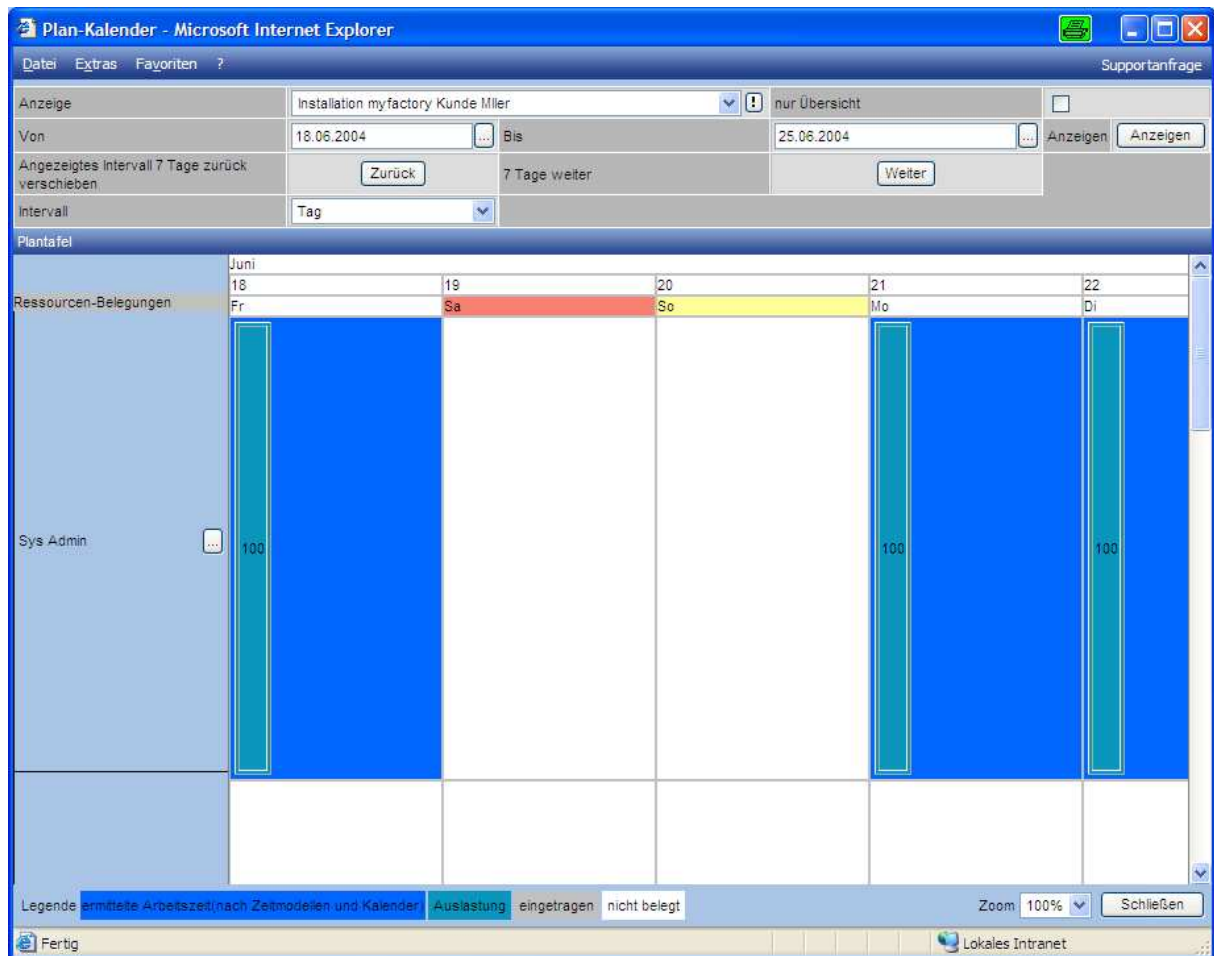 Plan-Kalender - Microsoft Internet Explorer
Datei Extras Favoriten ? Supportanfrage
Anzeige Installation myfactory Kunde Mller ! nur Übersicht
Von 18.06.2004 ... Bis 25.06.2004 ... Anzeigen Anzeigen
Angezeigtes Intervall 7 Tage zurück
verschieben Zurück 7 Tage weiter Weiter
Intervall Tag
Plantafel
Juni
18 19 20 21 22
Ressourcen-Belegungen Fr Sa So Mo Di
Sys Admin ... 100 100 100
Legende ermittelte Arbeitszeit(nach Zeitmodellen und Kalender) Auslastung eingetragen nicht belegt Zoom 100% Schließen
Fertig Lokales Intranet